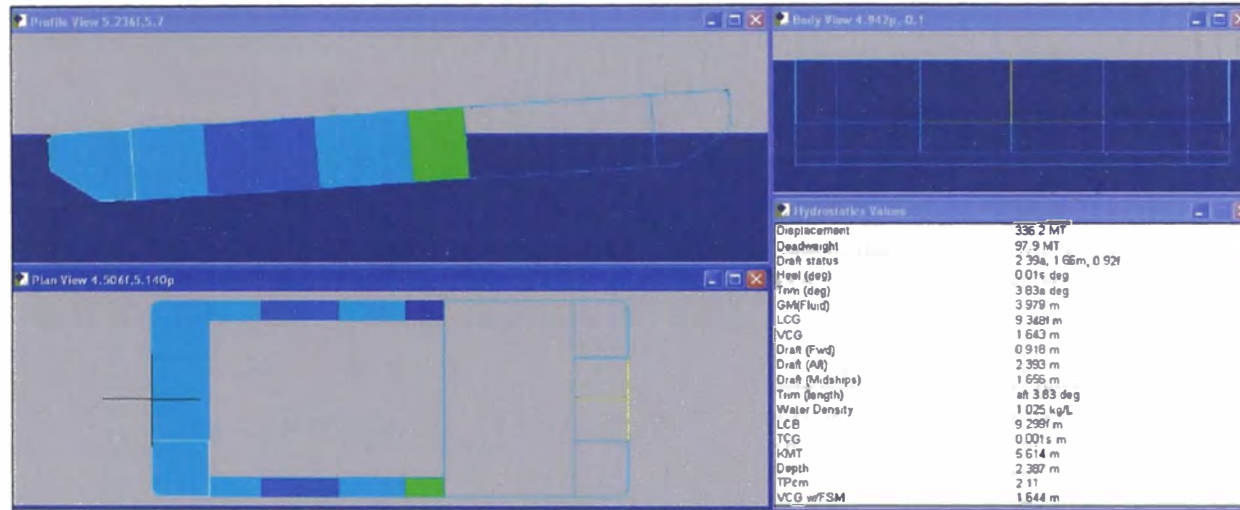 Profile View 5.236f,5.7
Body View 4.942p,-0.1
Plan View 4.506f,5.140p
Hydrostatics Values
Displacement 336.2 MT
Deadweight 97.9 MT
Draft status 2.39a, 1.66m, 0.92f
Heel (deg) 0.01s deg
Trim (deg) 3.83a deg
GM(Fluid) 3.979 m
LCG 9.348f m
VCG 1.643 m
Draft (Fwd) 0.918 m
Draft (Aft) 2.393 m
Draft (Midships) 1.656 m
Trim (length) aft 3.83 deg
Water Density 1.025 kg/L
LCB 9.299f m
TCG 0.001s m
KMT 5.614 m
Depth 2.387 m
TPcm 2.11
VCG w/FSM 1.644 m